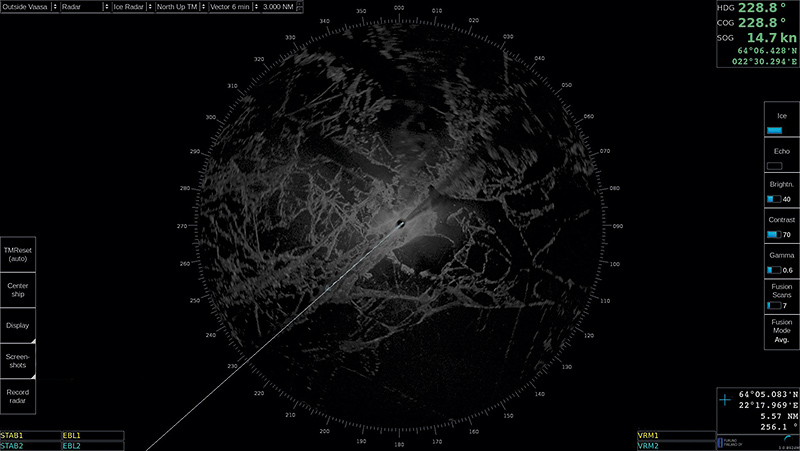 Outside Vaasa Radar Ice Radar North Up TM Vector 6 min 3.000 NM
HDG 228.8 °
COG 228.8 °
SOG 14.7 kn
64°06.428'N
022°30.294'E
000
010
020
030
040
050
060
070
080
090
100
110
120
130
140
150
160
170
180
190
200
210
220
230
240
250
260
270
280
290
300
310
320
330
340
350
Ice
Echo
Brightn.
40
Contrast
70
Gamma
0.6
Fusion
Scans
7
Fusion
Mode
Avg.
TMReset
(auto)
Center
ship
Display
Screen-
shots
Record
radar
64°05.083'N
22°17.969'E
5.57 NM
256.1 °
STAB1 EBL1
STAB2 EBL2
VRM1
VRM2
FURUNO
FINLAND OY